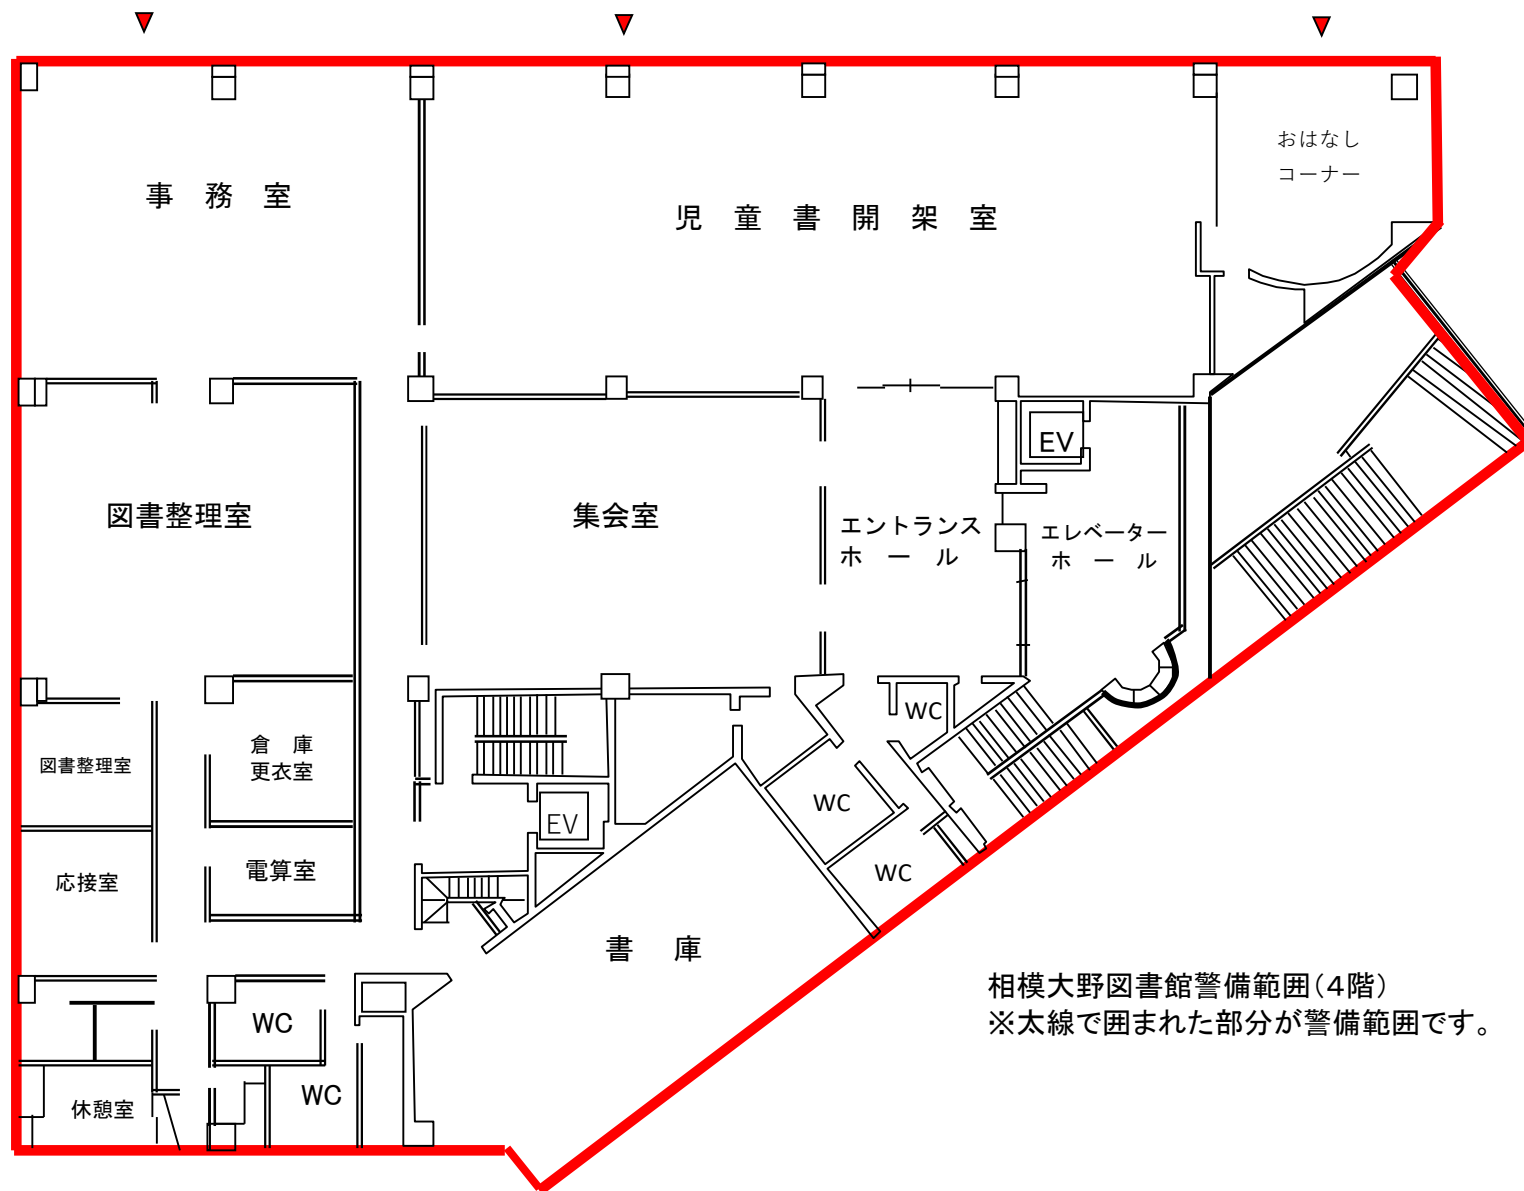 おはなし
コーナー
事　務　室
児　童　書　開　架　室
EV
図書整理室
集会室
エントランス
ホ　ー　ル
エレベーター
ホ　ー　ル
WC
倉　庫
更衣室
図書整理室
WC
EV
WC
電算室
応接室
書　庫
相模大野図書館警備範囲（4階）
※太線で囲まれた部分が警備範囲です。
WC
WC
休憩室